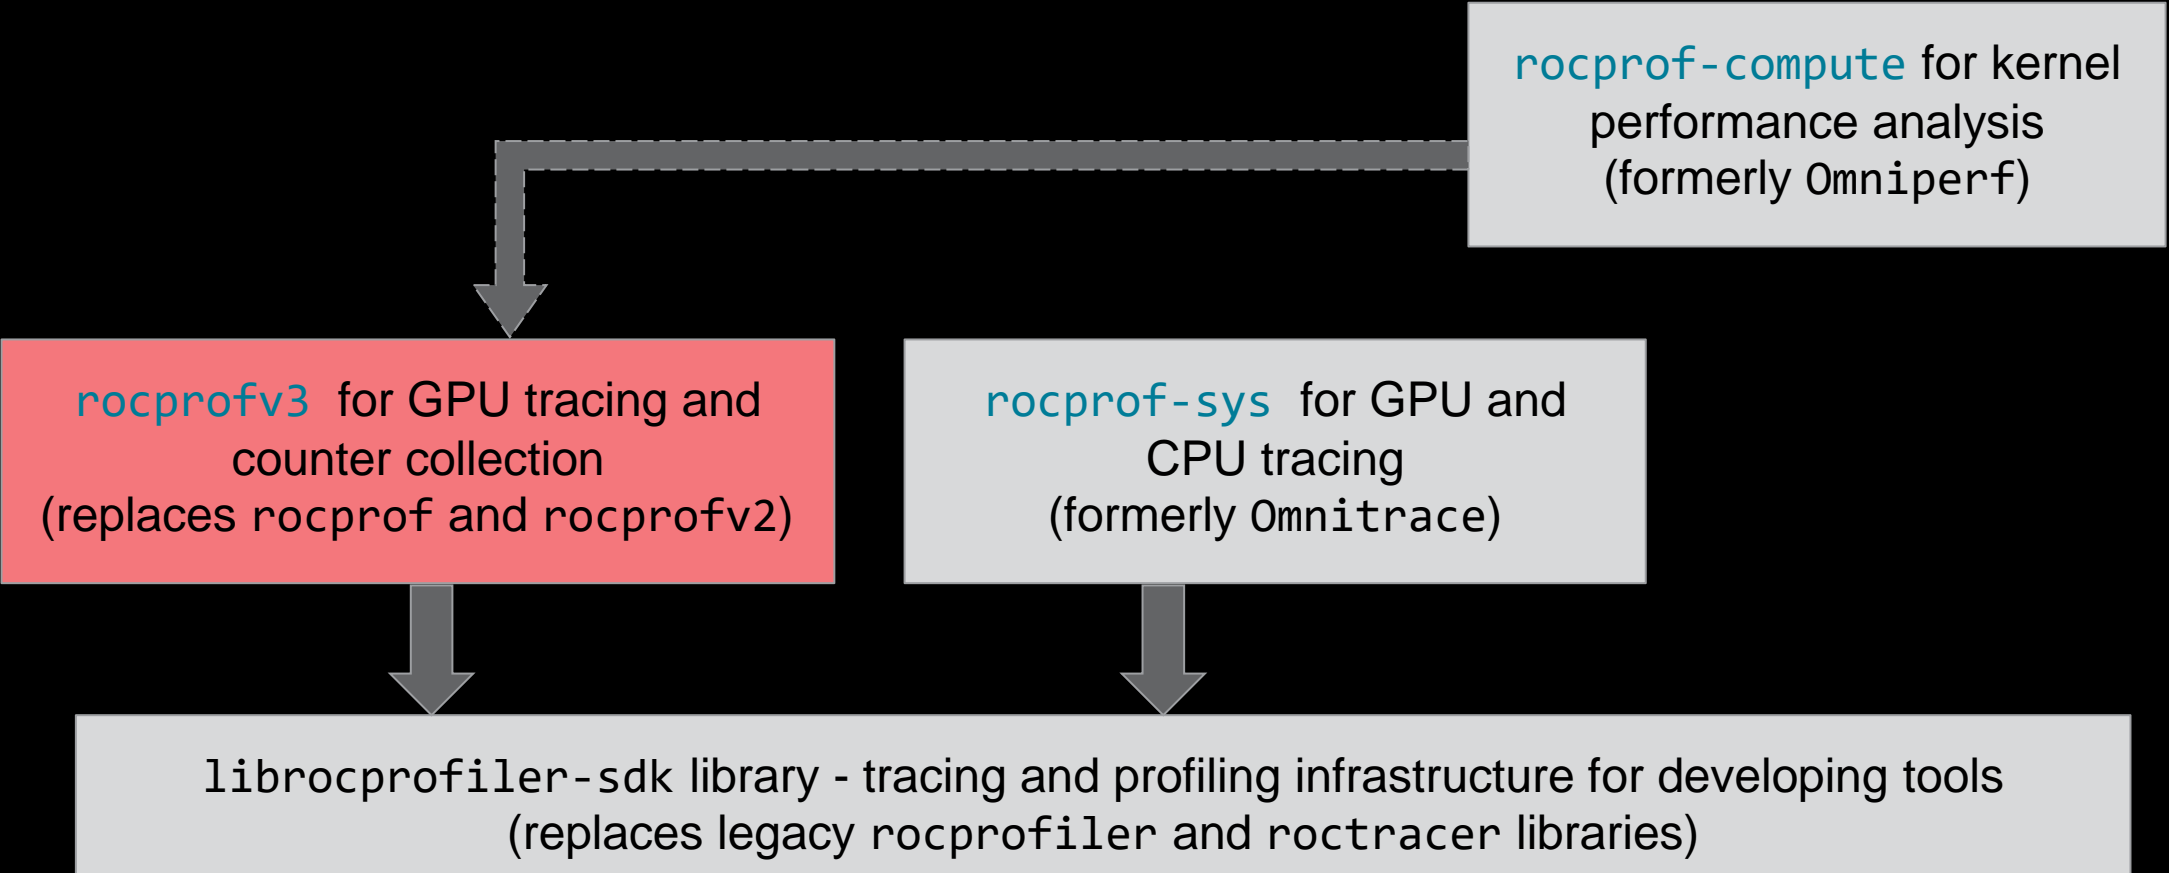 rocprof-compute for kernel
performance analysis
(formerly Omniperf)
rocprofv3 for GPU tracing and
counter collection
(replaces rocprof and rocprofv2)
rocprof-sys for GPU and
CPU tracing
(formerly Omnitrace)
librocprofiler-sdk library - tracing and profiling infrastructure for developing tools
(replaces legacy rocprofiler and roctracer libraries)